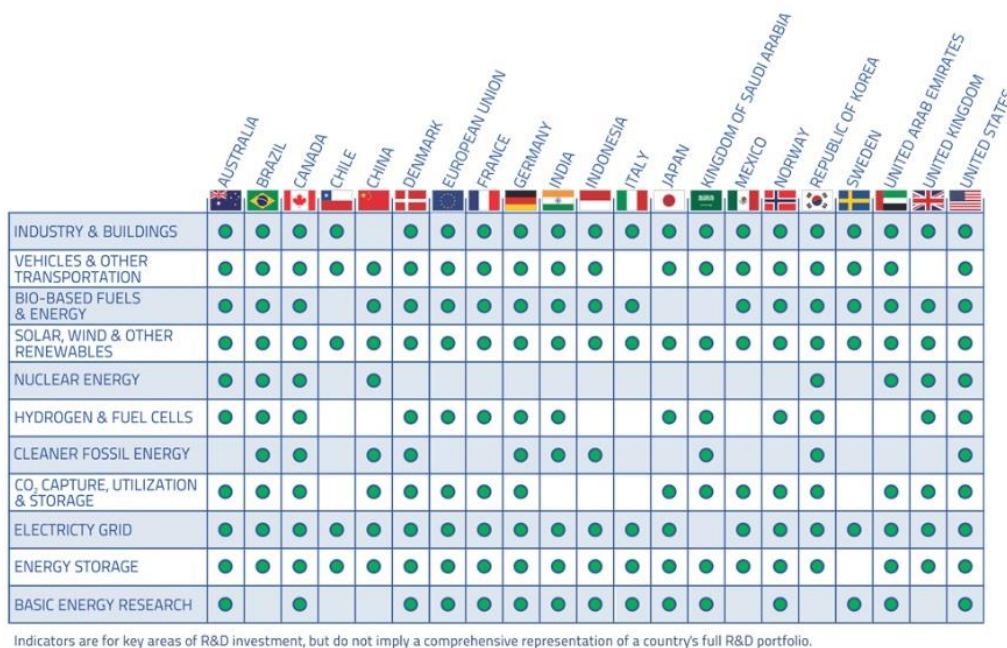 AUSTRALIA
BRAZIL
CANADA
CHILE
CHINA
DENMARK
EUROPEAN UNION
FRANCE
GERMANY
INDIA
INDONESIA
ITALY
JAPAN
KINGDOM OF SAUDI ARABIA
MEXICO
NORWAY
REPUBLIC OF KOREA
SWEDEN
UNITED ARAB EMIRATES
UNITED KINGDOM
UNITED STATES
INDUSTRY & BUILDINGS
VEHICLES & OTHER
TRANSPORTATION
BIO-BASED FUELS
& ENERGY
SOLAR, WIND & OTHER
RENEWABLES
NUCLEAR ENERGY
HYDROGEN & FUEL CELLS
CLEANER FOSSIL ENERGY
CO₂ CAPTURE, UTILIZATION
& STORAGE
ELECTRICTY GRID
ENERGY STORAGE
BASIC ENERGY RESEARCH
Indicators are for key areas of R&D investment, but do not imply a comprehensive representation of a country's full R&D portfolio.